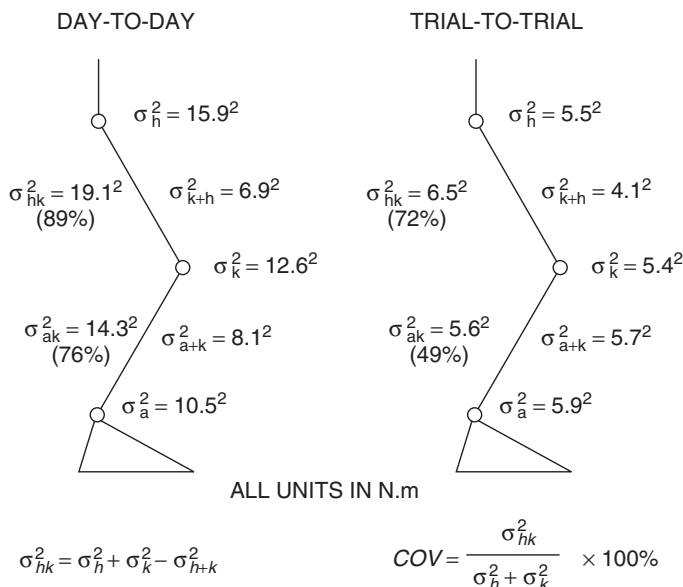 DAY-TO-DAY
TRIAL-TO-TRIAL
σ²h = 15.9²
σ²h = 5.5²
σ²hk = 19.1²
(89%)
σ²k+h = 6.9²
σ²hk = 6.5²
(72%)
σ²k+h = 4.1²
σ²k = 12.6²
σ²k = 5.4²
σ²ak = 14.3²
(76%)
σ²a+k = 8.1²
σ²ak = 5.6²
(49%)
σ²a+k = 5.7²
σ²a = 10.5²
σ²a = 5.9²
ALL UNITS IN N.m
σ²hk = σ²h + σ²k − σ²h+k
COV = σ²hk / (σ²h + σ²k) × 100%